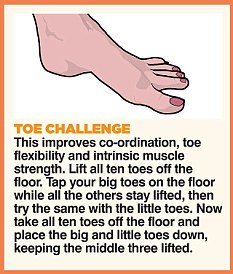 TOE CHALLENGE
This improves co-ordination, toe
flexibility and intrinsic muscle
strength. Lift all ten toes off the
floor. Tap your big toes on the floor
while all the others stay lifted, then
try the same with the little toes. Now
take all ten toes off the floor and
place the big and little toes down,
keeping the middle three lifted.